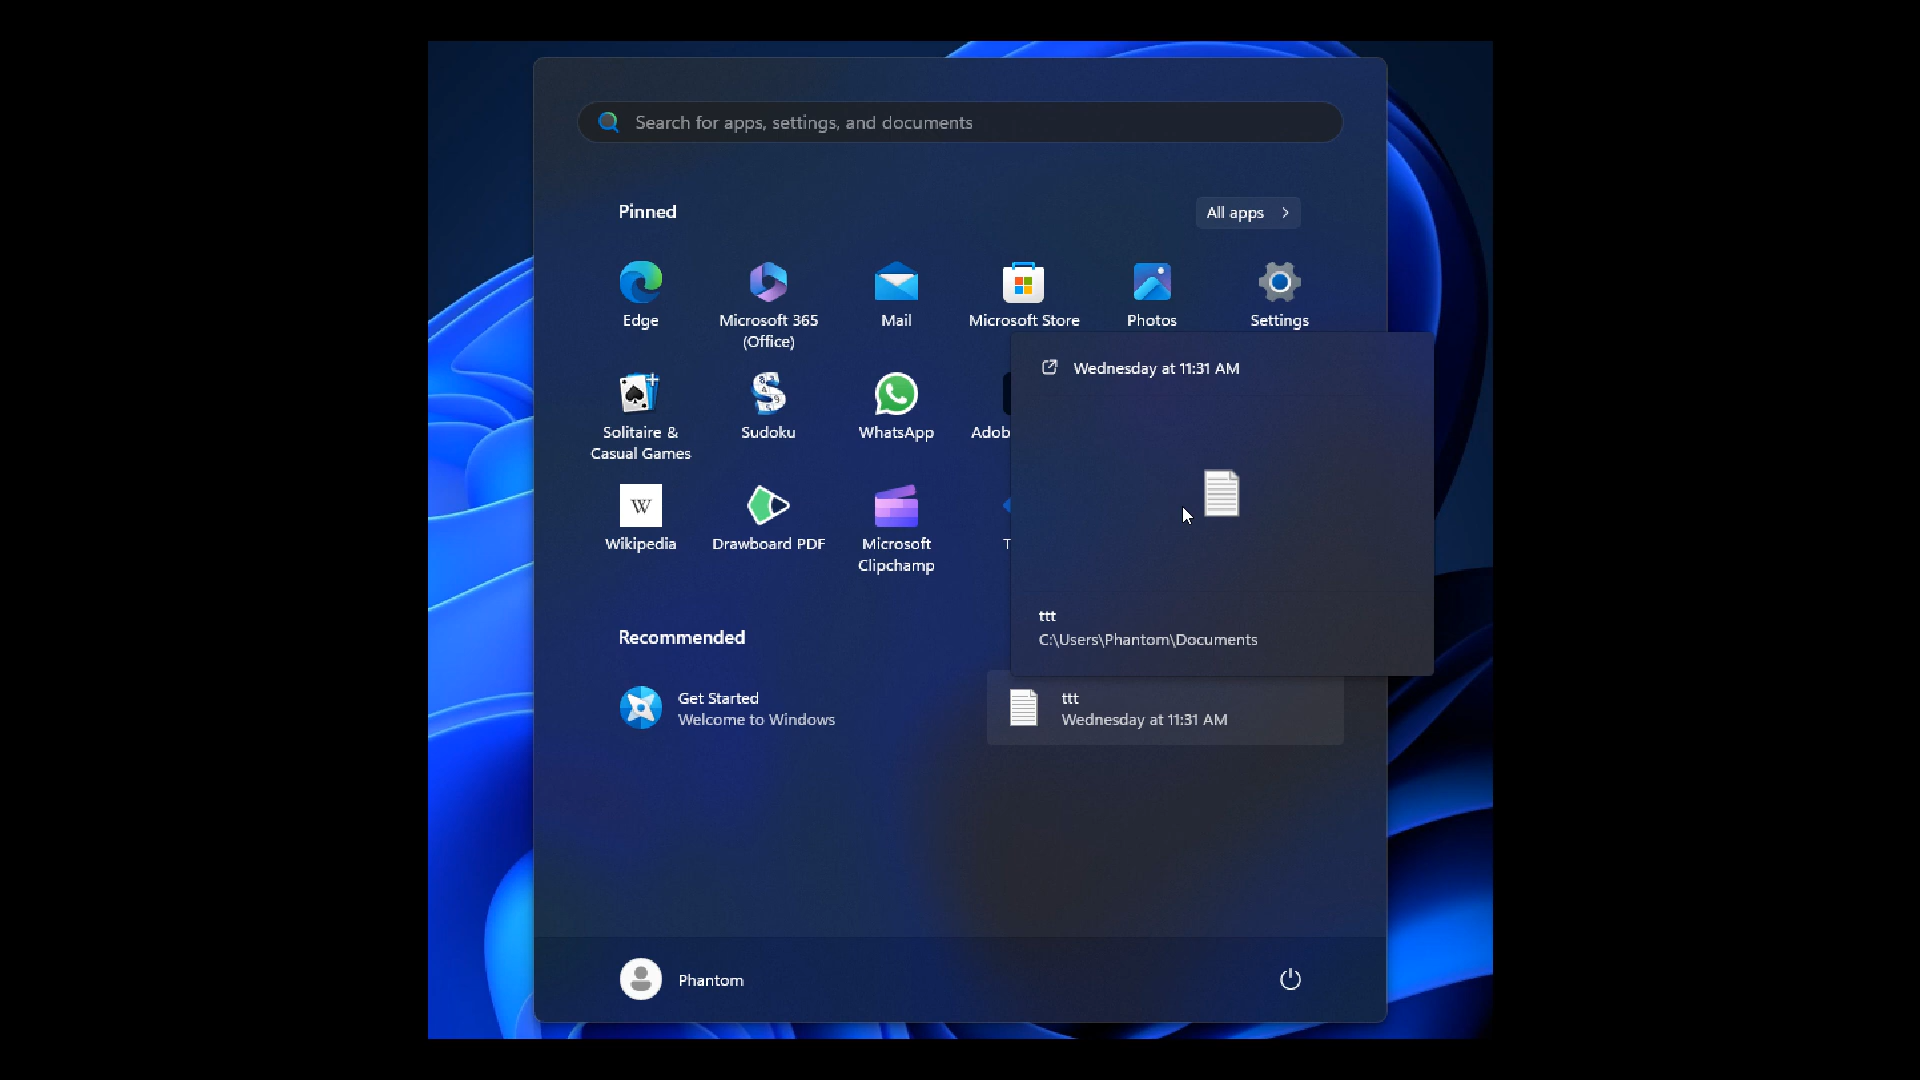 Search for apps, settings, and documents
Pinned
All apps
Edge
Microsoft 365
(Office)
Mail
Microsoft Store
Photos
Settings
Wednesday at 11:31 AM
Solitaire &
Casual Games
Sudoku
WhatsApp
Adob
W
Wikipedia
Drawboard PDF
Microsoft
Clipchamp
T
ttt
C:\Users\Phantom\Documents
Recommended
Get Started
Welcome to Windows
ttt
Wednesday at 11:31 AM
Phantom